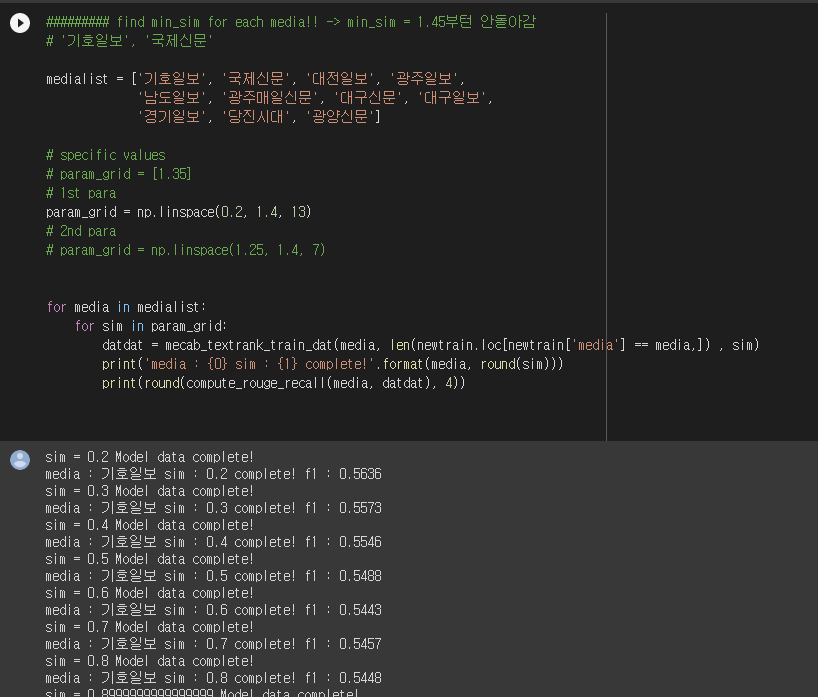 ######### find min_sim for each media!! -> min_sim = 1.45부턴 안돌아감
# '기호일보', '국제신문'
medialist = ['기호일보', '국제신문', '대전일보', '광주일보',
'남도일보', '광주매일신문', '대구신문', '대구일보',
'경기일보', '당진시대', '광양신문']
# specific values
# param_grid = [1.35]
# 1st para
param_grid = np.linspace(0.2, 1.4, 13)
# 2nd para
# param_grid = np.linspace(1.25, 1.4, 7)
for media in medialist:
for sim in param_grid:
datdat = mecab_textrank_train_dat(media, len(newtrain.loc[newtrain['media'] == media,]) , sim)
print('media : {0} sim : {1} complete!'.format(media, round(sim)))
print(round(compute_rouge_recall(media, datdat), 4))
sim = 0.2 Model data complete!
media : 기호일보 sim : 0.2 complete! f1 : 0.5636
sim = 0.3 Model data complete!
media : 기호일보 sim : 0.3 complete! f1 : 0.5573
sim = 0.4 Model data complete!
media : 기호일보 sim : 0.4 complete! f1 : 0.5546
sim = 0.5 Model data complete!
media : 기호일보 sim : 0.5 complete! f1 : 0.5488
sim = 0.6 Model data complete!
media : 기호일보 sim : 0.6 complete! f1 : 0.5443
sim = 0.7 Model data complete!
media : 기호일보 sim : 0.7 complete! f1 : 0.5457
sim = 0.8 Model data complete!
media : 기호일보 sim : 0.8 complete! f1 : 0.5448
sim = 0.8999999999999999 Model data complete!